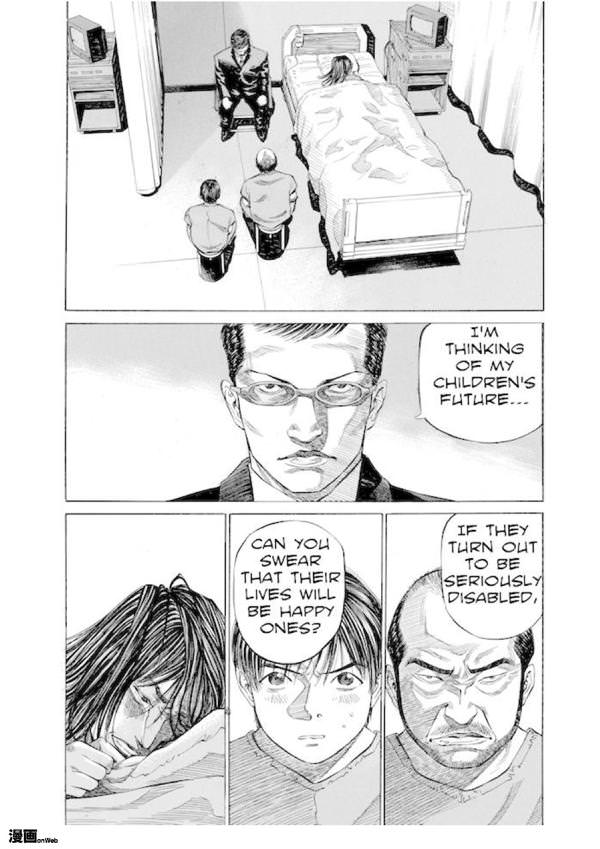 I'M
THINKING
OF MY
CHILDREN'S
FUTURE...
IF THEY
TURN OUT
TO BE
SERIOUSLY
DISABLED,
CAN YOU
SWEAR
THAT THEIR
LIVES WILL
BE HAPPY
ONES?
漫画onWeb